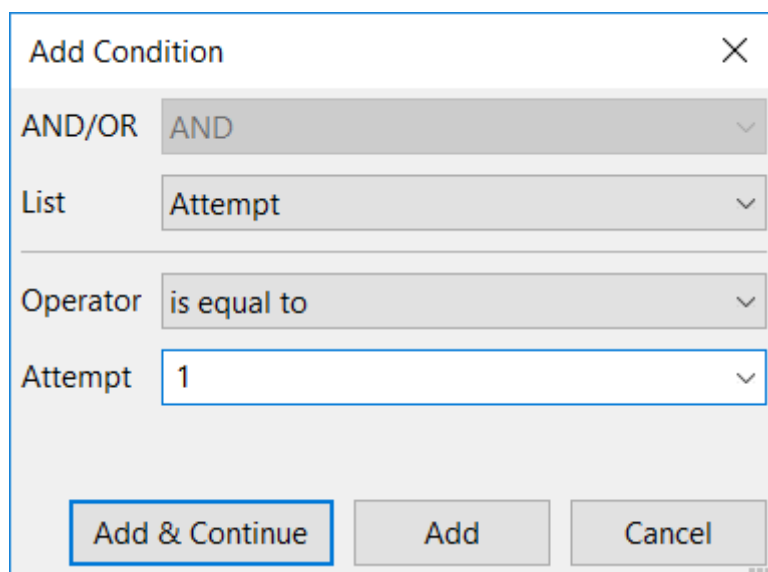 Add Condition
AND/OR AND
List Attempt
Operator is equal to
Attempt 1
Add & Continue Add Cancel